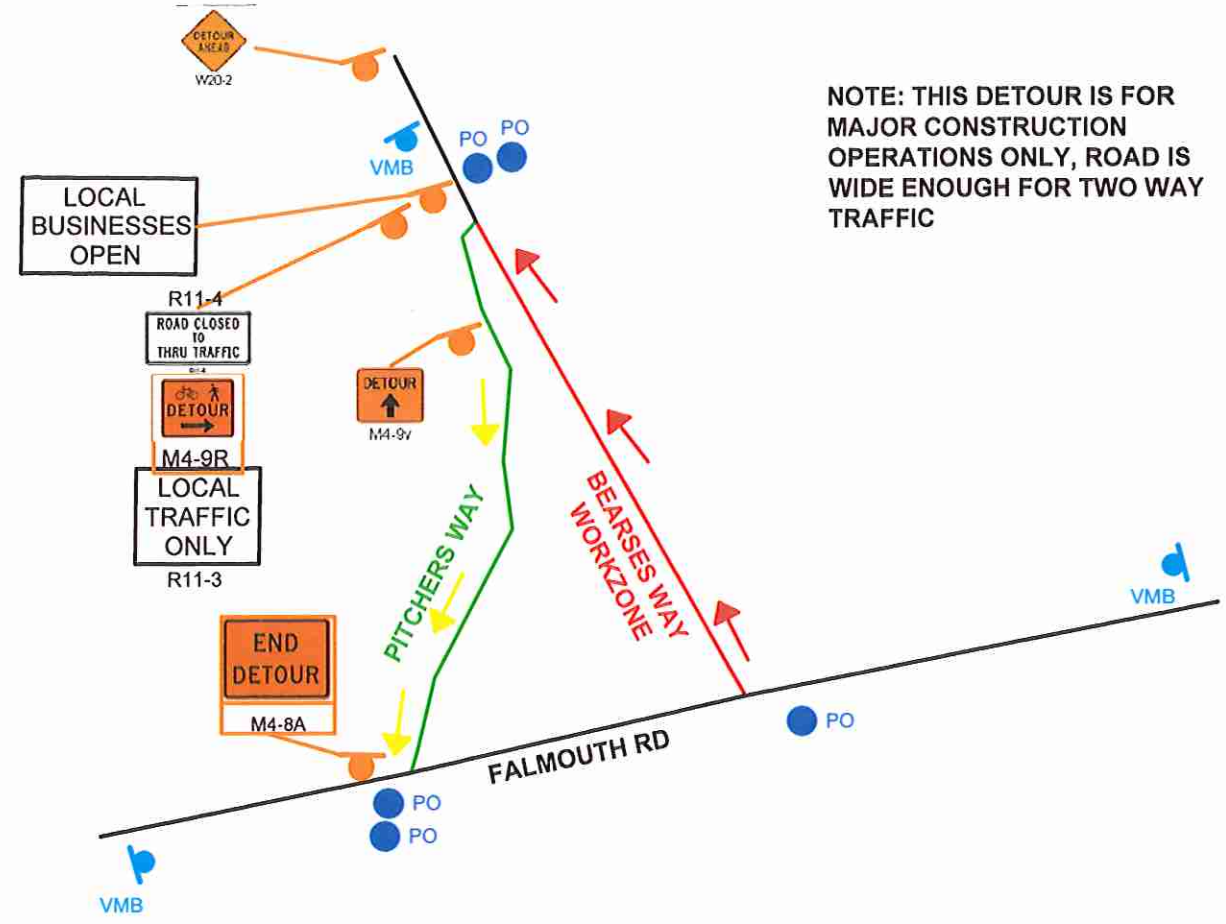 DETOUR
AHEAD
W20-2
NOTE: THIS DETOUR IS FOR
MAJOR CONSTRUCTION
OPERATIONS ONLY, ROAD IS
WIDE ENOUGH FOR TWO WAY
TRAFFIC
PO
PO
VMB
LOCAL
BUSINESSES
OPEN
R11-4
ROAD CLOSED
TO
THRU TRAFFIC
DETOUR
M4-9R
LOCAL
TRAFFIC
ONLY
R11-3
DETOUR
M4-9v
PITCHERS WAY
BEARSES WAY
WORKZONE
END
DETOUR
M4-8A
VMB
PO
FALMOUTH RD
PO
PO
VMB